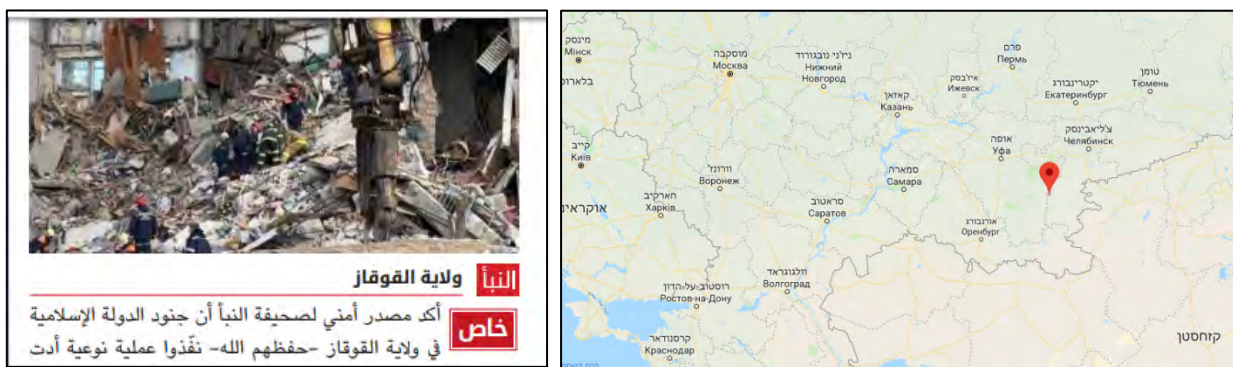 النبأ ولاية القوقاز
خاص
أكد مصدر أمني لصحيفة النبأ أن جنود الدولة الإسلامية
في ولاية القوقاز -حفظهم الله- نفّذوا عملية نوعية أدت
מינסק
Мінск
בלארוס
מוסקבה
Москва
ניז'ני נובגורוד
Нижний
Новгород
קאזאן
Казань
איז'בסק
Ижевск
פרם
Пермь
יקטרינבורג
Екатеринбург
טומן
Тюмень
צ'ליאבינסק
Челябинск
אופה
Уфа
קייב
Київ
וורונז'
Воронеж
סמארה
Самара
חארקיב
Харків
סראטוב
Саратов
אורנבורג
Оренбург
וולגוגראד
Волгоград
רוסטוב-על-הדון
Ростов-на-Дону
קרסנודאר
Краснодар
קזחסטן